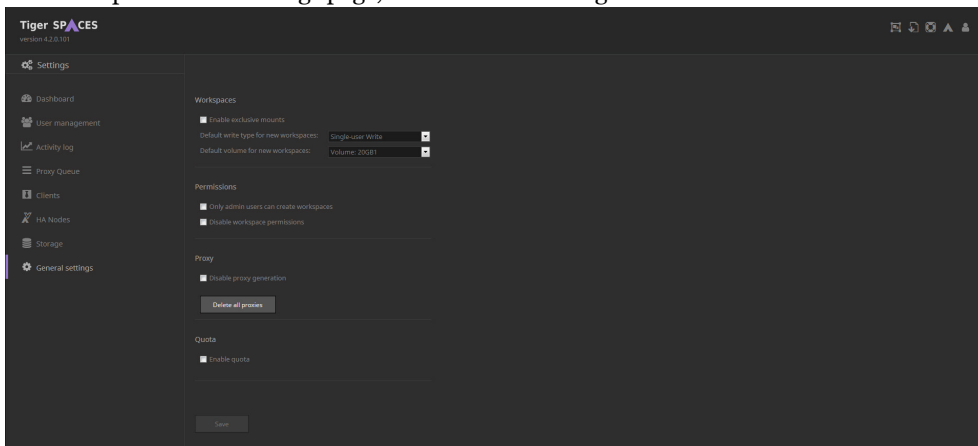 Tiger SPACES
version 4.2.0.101
Settings
Dashboard
User management
Activity log
Proxy Queue
Clients
HA Nodes
Storage
General settings
Workspaces
Enable exclusive mounts
Default write type for new workspaces: Single-user Write
Default volume for new workspaces: Volume: 20GB1
Permissions
Only admin users can create workspaces
Disable workspace permissions
Proxy
Disable proxy generation
Delete all proxies
Quota
Enable quota
Save